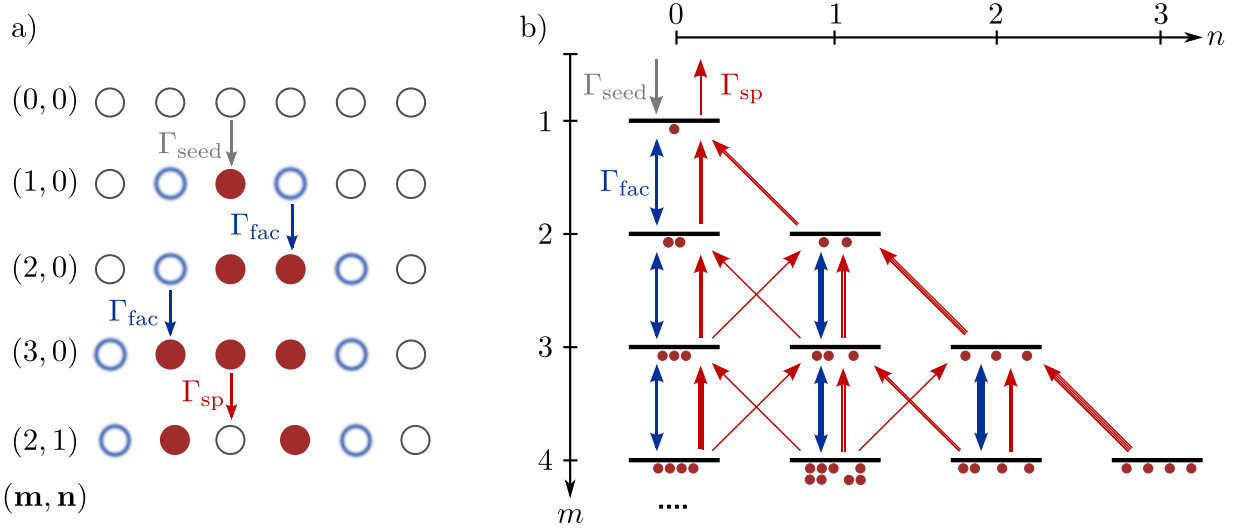 a)
(0, 0)
Γseed
(1, 0)
Γfac
(2, 0)
Γfac
(3, 0)
Γsp
(2, 1)
(m, n)
b)
0 1 2 3
n
Γseed Γsp
1
Γfac
2
3
4
m
....